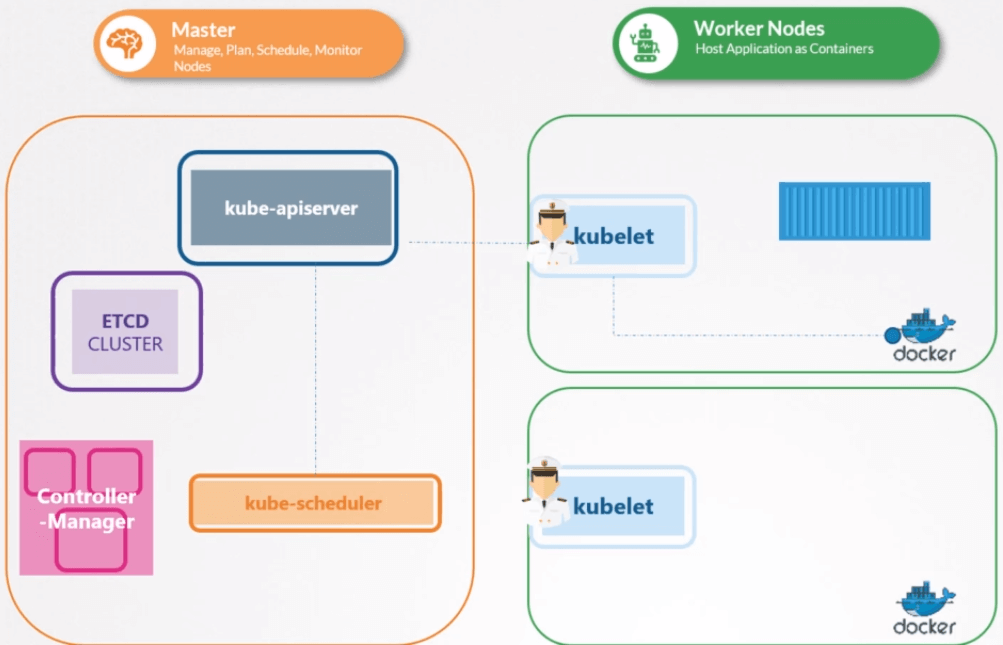 Master
Manage, Plan, Schedule, Monitor
Nodes
Worker Nodes
Host Application as Containers
kube-apiserver
kubelet
ETCD
CLUSTER
docker
Controller
-Manager
kube-scheduler
kubelet
docker